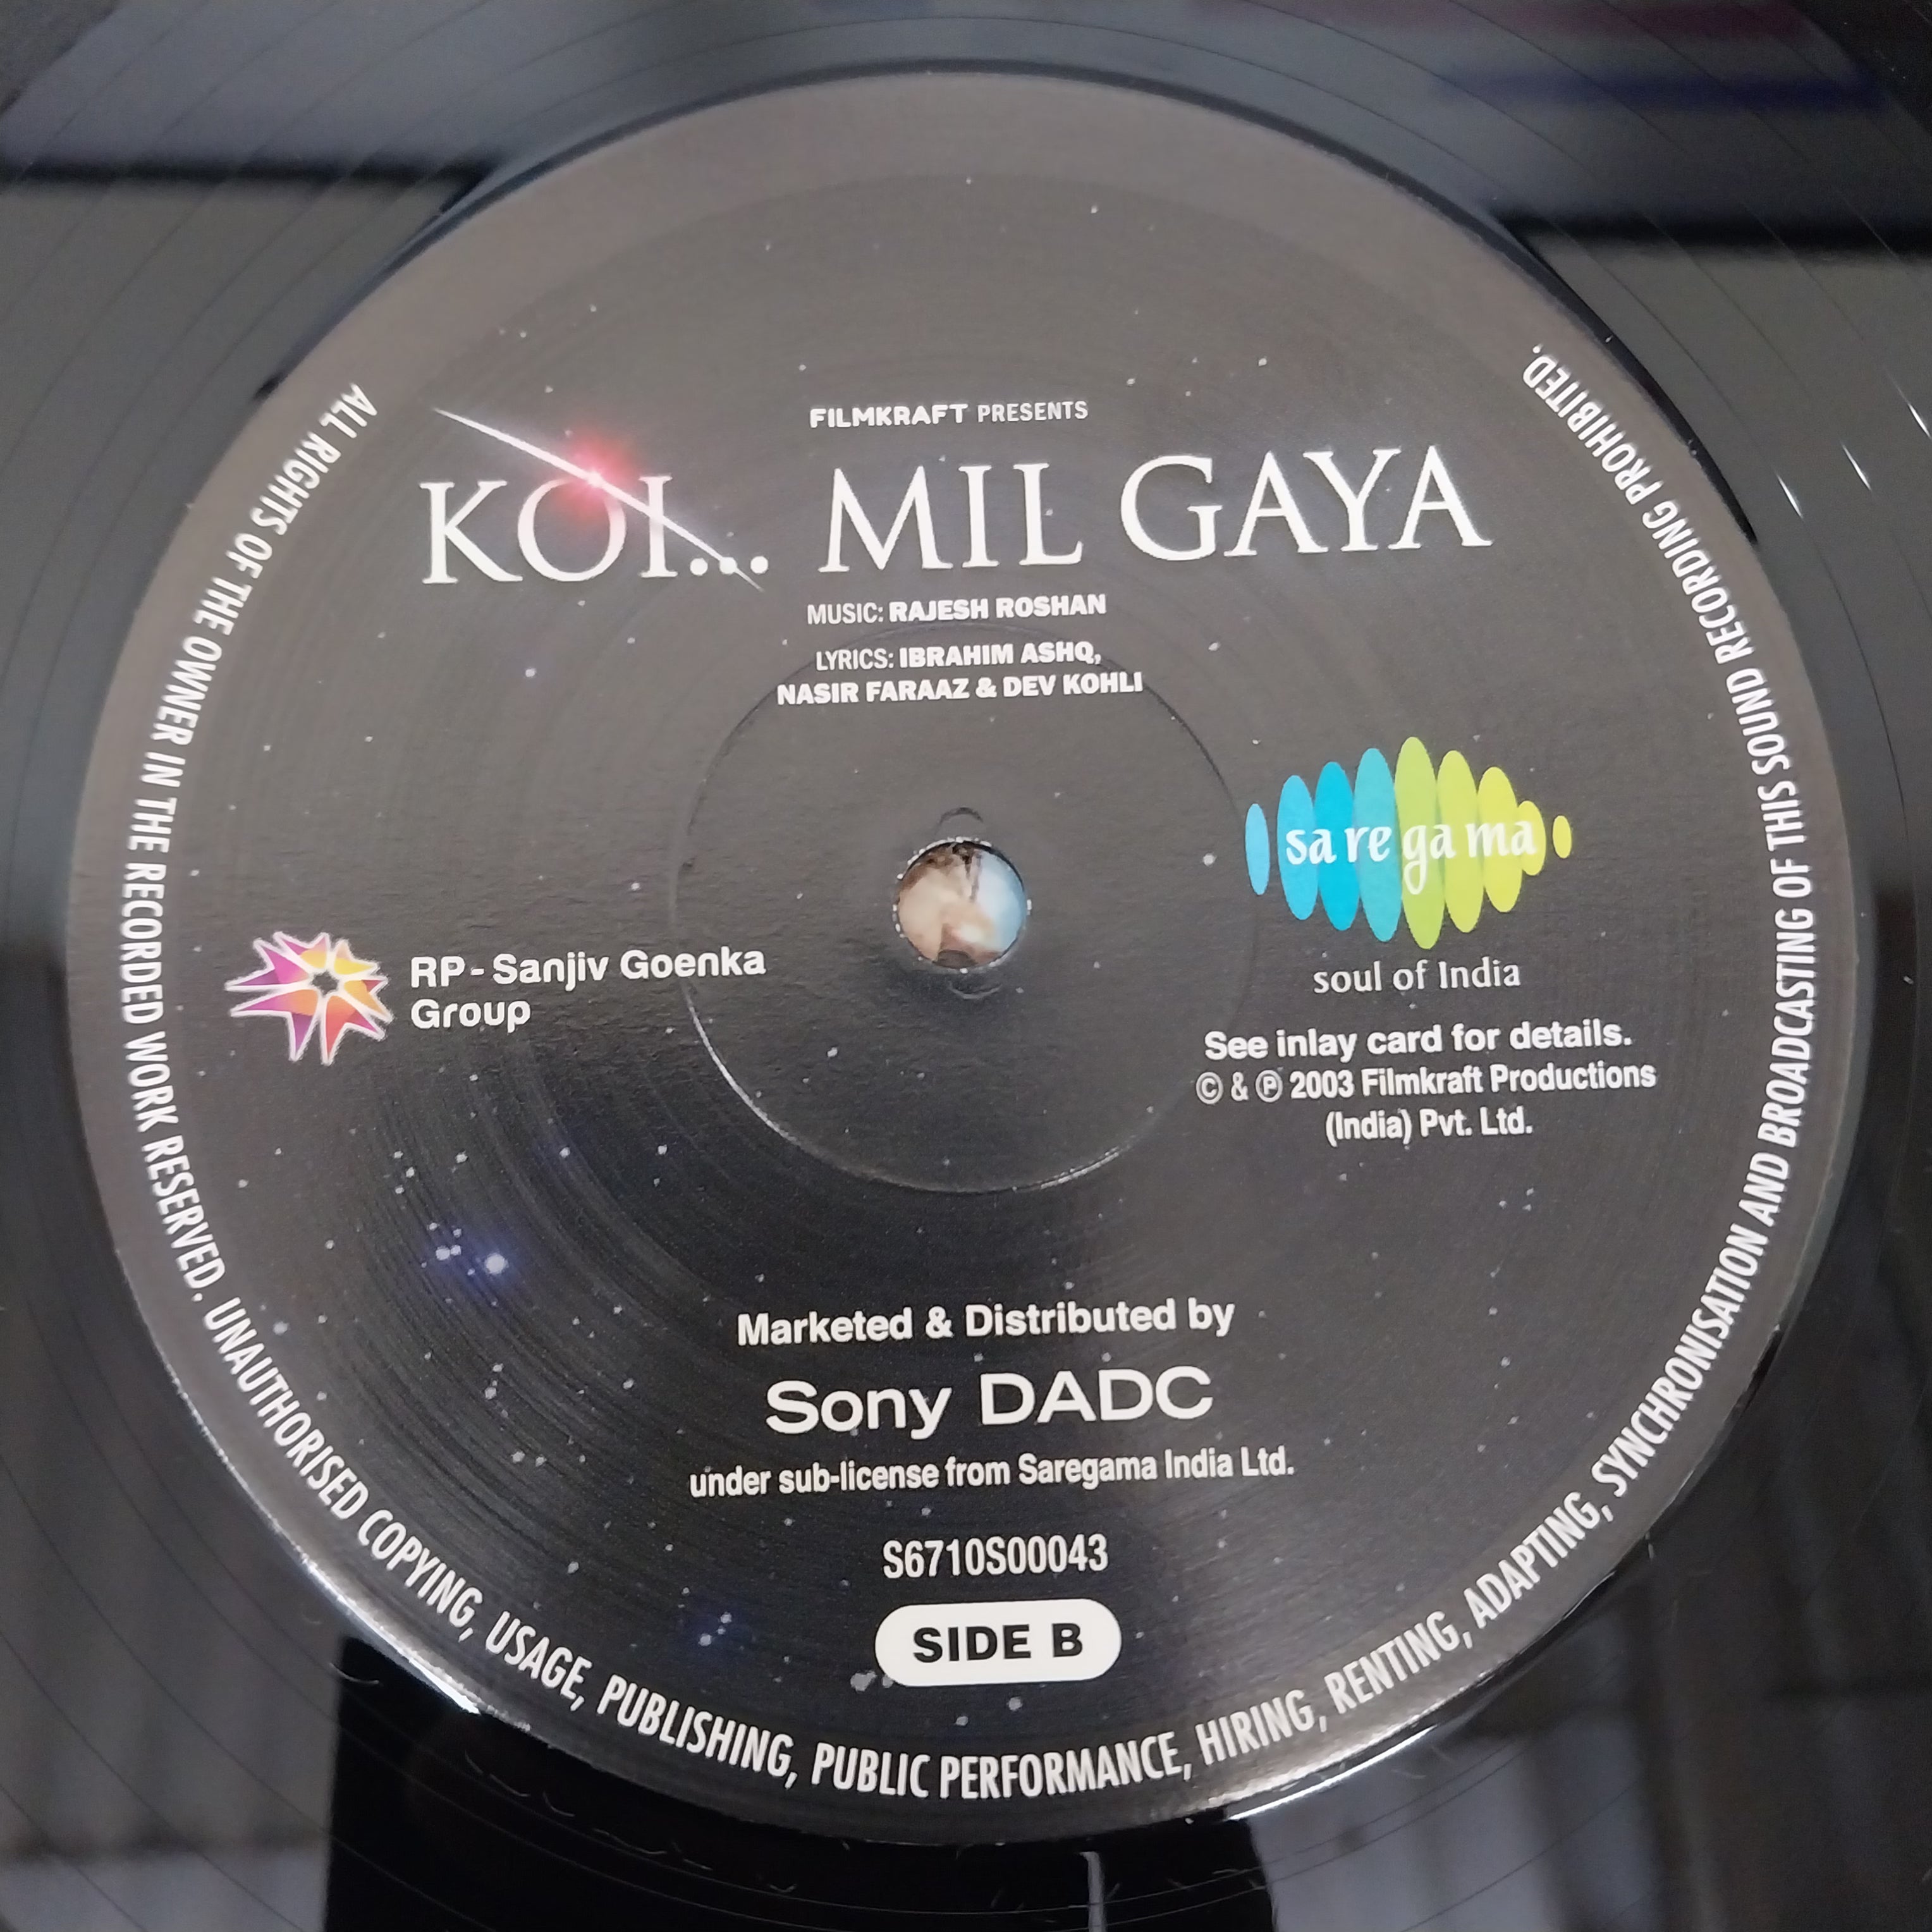 FILMKRAFT PRESENTS
KOI... MIL GAYA
MUSIC: RAJESH ROSHAN
LYRICS: IBRAHIM ASHQ,
NASIR FARAAZ & DEV KOHLI
sa re ga ma
soul of India
RP-Sanjiv Goenka
Group
See inlay card for details.
© & ℗ 2003 Filmkraft Productions
(India) Pvt. Ltd.
Marketed & Distributed by
Sony DADC
under sub-license from Saregama India Ltd.
S6710S00043
SIDE B
ALL RIGHTS OF THE OWNER IN THE RECORDED WORK RESERVED. UNAUTHORISED COPYING, USAGE, PUBLISHING, PUBLIC PERFORMANCE, HIRING, RENTING, ADAPTING, SYNCHRONISATION AND BROADCASTING OF THIS SOUND RECORDING PROHIBITED.